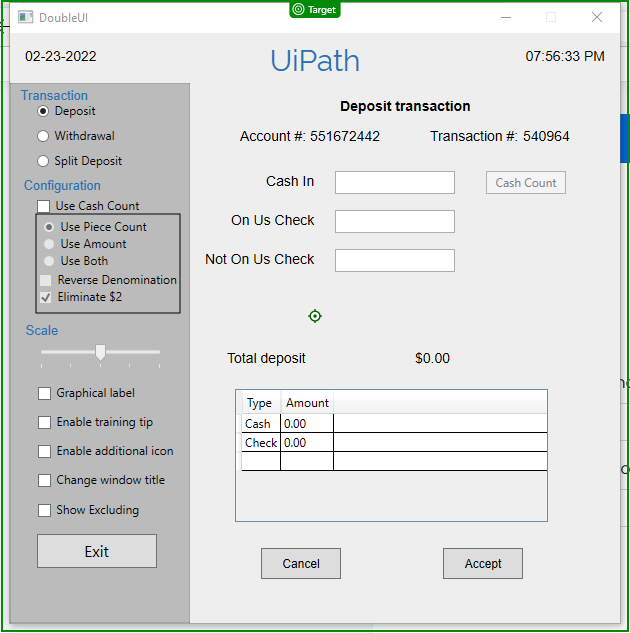 Target
DoubleUI
02-23-2022
UiPath
07:56:33 PM
Transaction
Deposit
Withdrawal
Split Deposit
Configuration
Use Cash Count
Use Piece Count
Use Amount
Use Both
Reverse Denomination
Eliminate $2
Scale
Graphical label
Enable training tip
Enable additional icon
Change window title
Show Excluding
Exit
Deposit transaction
Account #: 551672442 Transaction #: 540964
Cash In Cash Count
On Us Check
Not On Us Check
Total deposit $0.00
Type Amount
Cash 0.00
Check 0.00
Cancel Accept